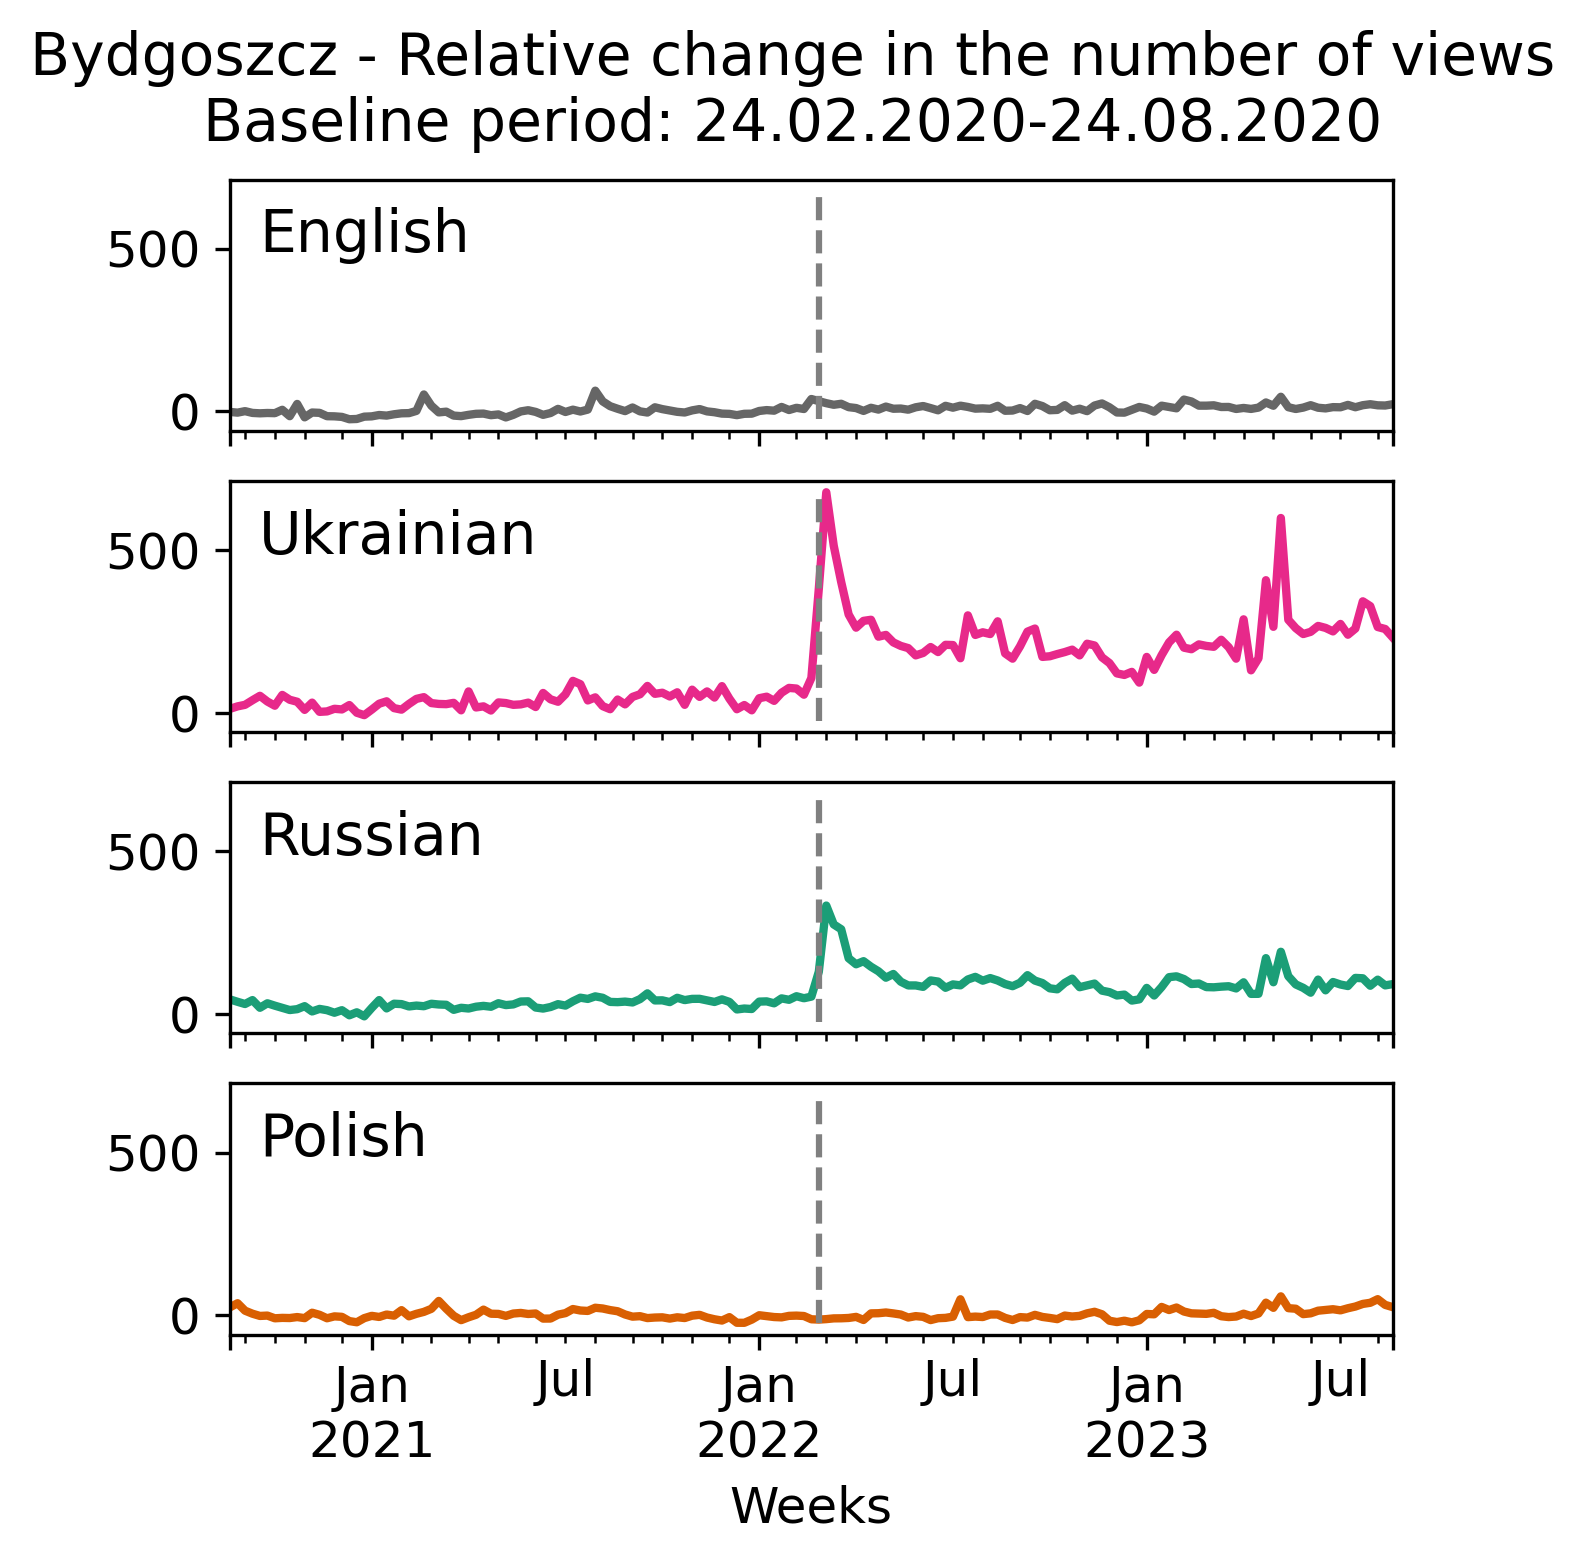 Bydgoszcz - Relative change in the number of views
Baseline period: 24.02.2020-24.08.2020
English
500
0
Ukrainian
500
0
Russian
500
0
Polish
500
0
Jan Jul Jan Jul Jan Jul
2021 2022 2023
Weeks